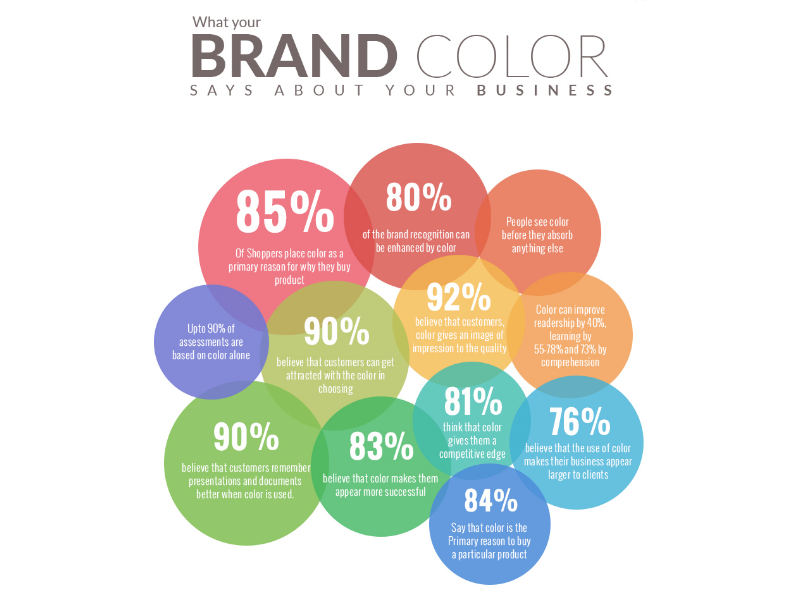 What your
BRAND COLOR
SAYS ABOUT YOUR BUSINESS
85%
Of Shoppers place color as a
primary reason for why they buy
product
80%
of the brand recognition can
be enhanced by color
People see color
before they absorb
anything else
Upto 90% of
assessments are
based on color alone
90%
believe that customers can get
attracted with the color in
choosing
92%
believe that customers,
color gives an image of
impression to the quality
Color can improve
readership by 40%,
learning by
55-78% and 73% by
comprehension
90%
believe that customers remember
presentations and documents
better when color is used.
83%
believe that color makes them
appear more successful
81%
think that color
gives them a
competitive edge
76%
believe that the use of color
makes their business appear
larger to clients
84%
Say that color is the
Primary reason to buy
a particular product